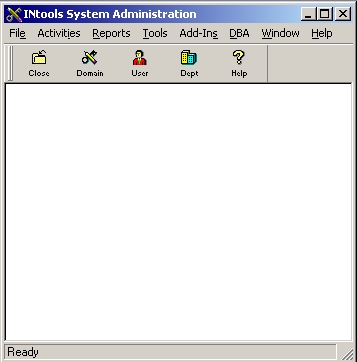 INtools System Administration
File Activities Reports Tools Add-Ins DBA Window Help
Close Domain User Dept Help
Ready